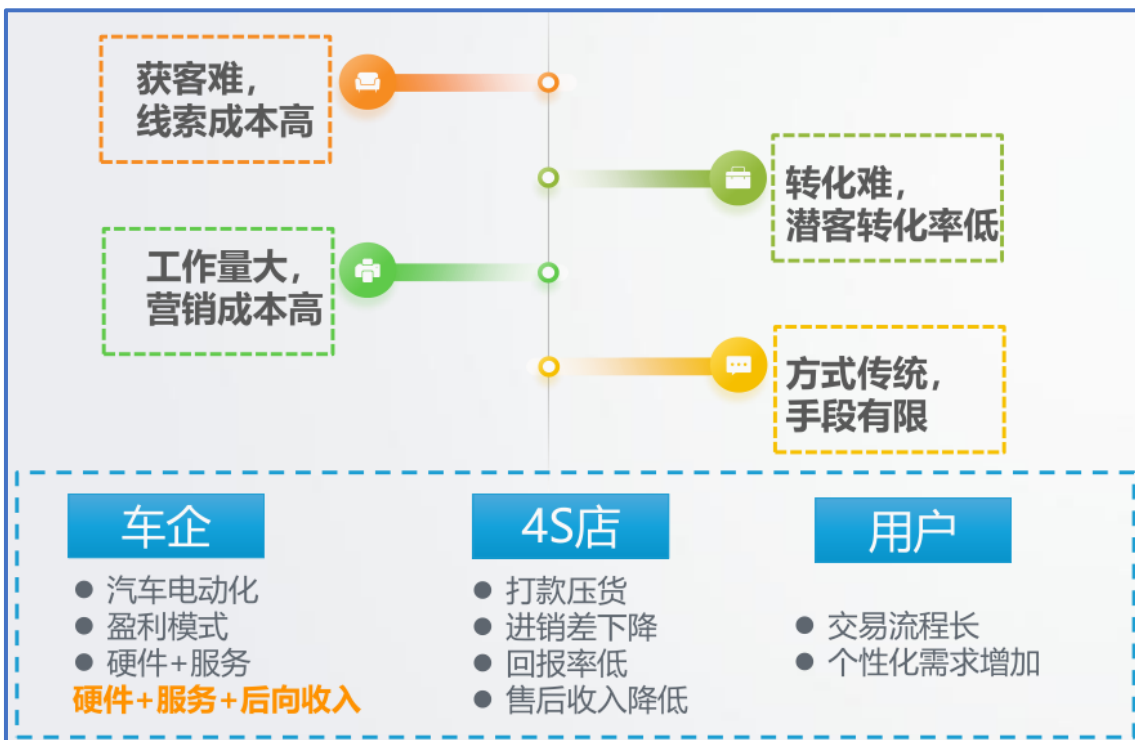 获客难，
线索成本高
转化难，
潜客转化率低
工作量大，
营销成本高
方式传统，
手段有限
车企
● 汽车电动化
● 盈利模式
● 硬件+服务
硬件+服务+后向收入
4S店
● 打款压货
● 进销差下降
● 回报率低
● 售后收入降低
用户
● 交易流程长
● 个性化需求增加